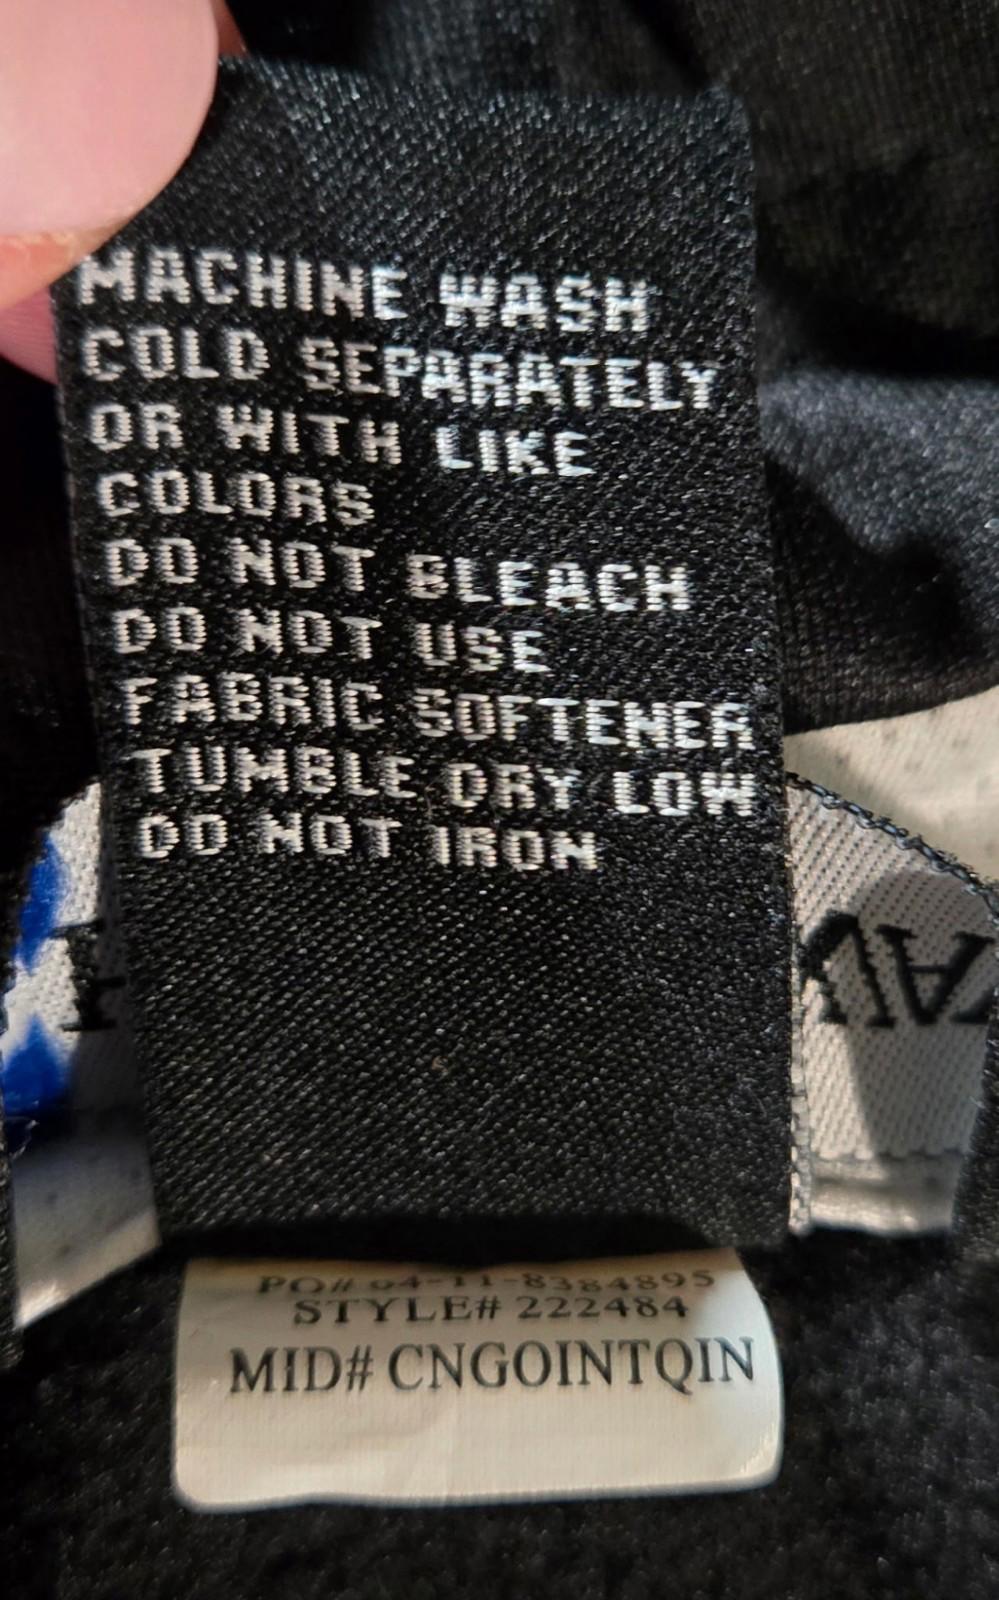 MACHINE WASH
COLD SEPARATELY
OR WITH LIKE
COLORS
DO NOT BLEACH
DO NOT USE
FABRIC SOFTENER
TUMBLE DRY LOW
DO NOT IRON
PO# 64-11-8384895
STYLE# 222484
MID# CNGOINTQIN